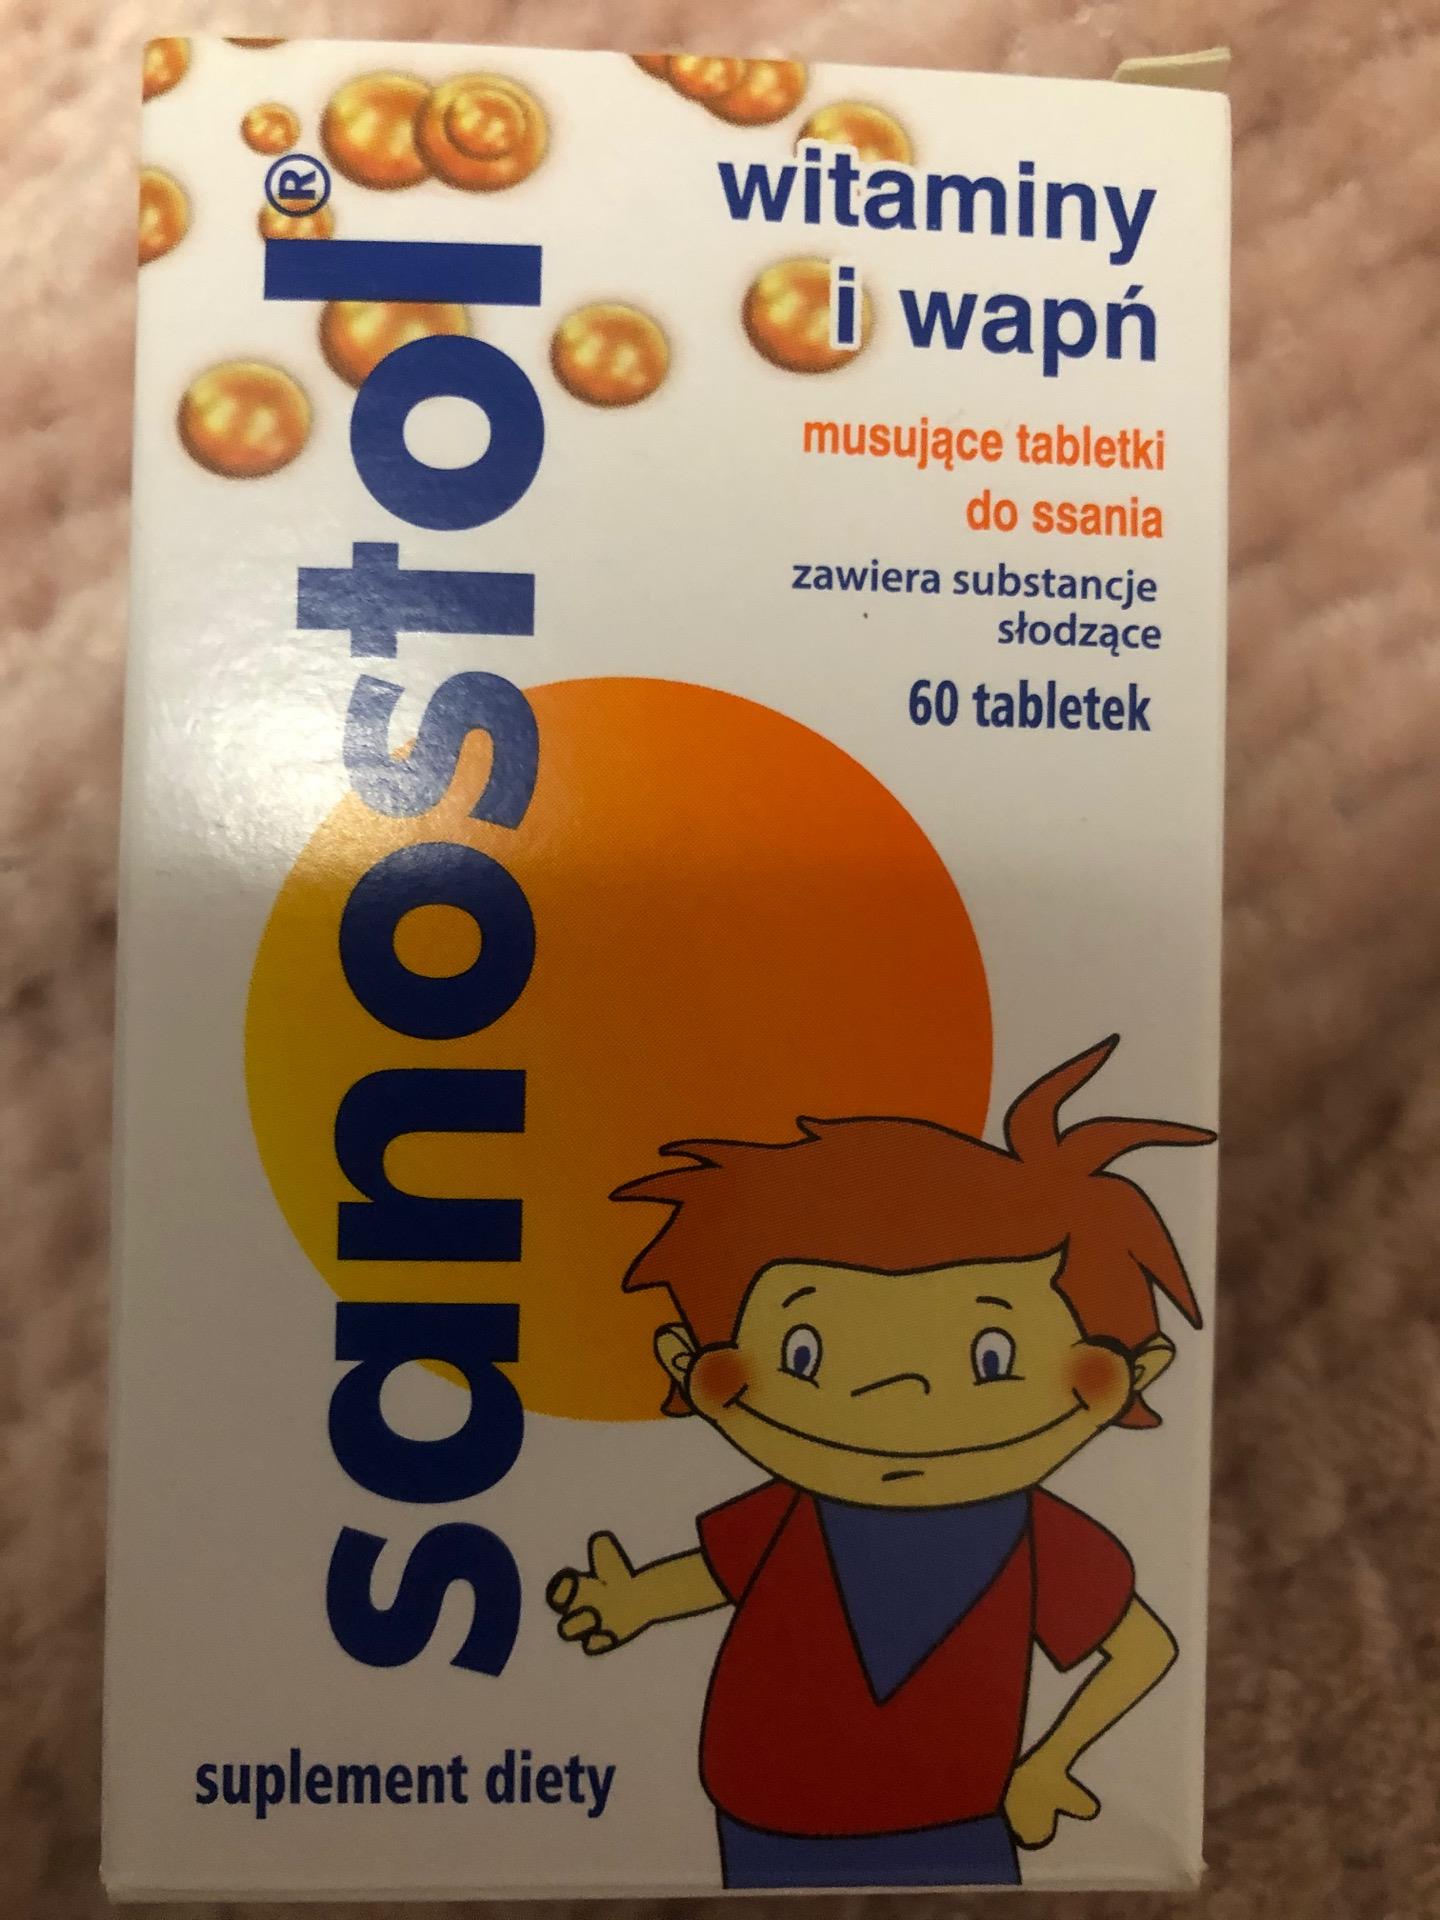 sanostol®
witaminy
i wapń
musujące tabletki
do ssania
zawiera substancje
słodzące
60 tabletek
suplement diety